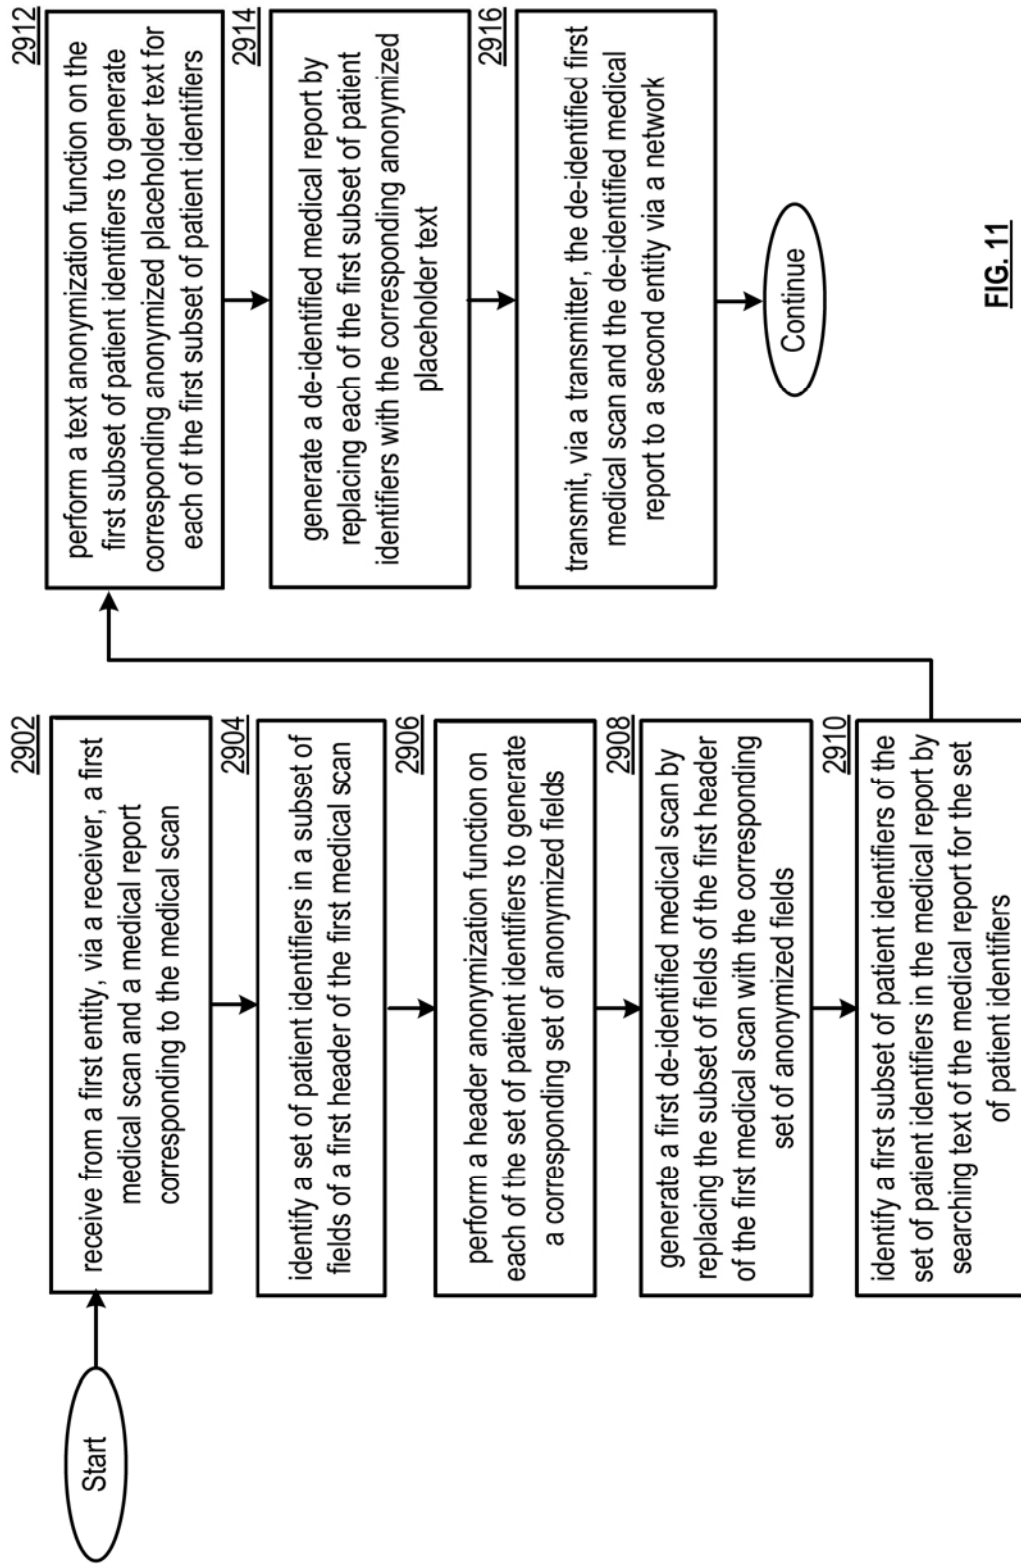 Start
2902
receive from a first entity, via a receiver, a first
medical scan and a medical report
corresponding to the medical scan
2904
identify a set of patient identifiers in a subset of
fields of a first header of the first medical scan
2906
perform a header anonymization function on
each of the set of patient identifiers to generate
a corresponding set of anonymized fields
2908
generate a first de-identified medical scan by
replacing the subset of fields of the first header
of the first medical scan with the corresponding
set of anonymized fields
2910
identify a first subset of patient identifiers of the
set of patient identifiers in the medical report by
searching text of the medical report for the set
of patient identifiers
2912
perform a text anonymization function on the
first subset of patient identifiers to generate
corresponding anonymized placeholder text for
each of the first subset of patient identifiers
2914
generate a de-identified medical report by
replacing each of the first subset of patient
identifiers with the corresponding anonymized
placeholder text
2916
transmit, via a transmitter, the de-identified first
medical scan and the de-identified medical
report to a second entity via a network
Continue
FIG. 11